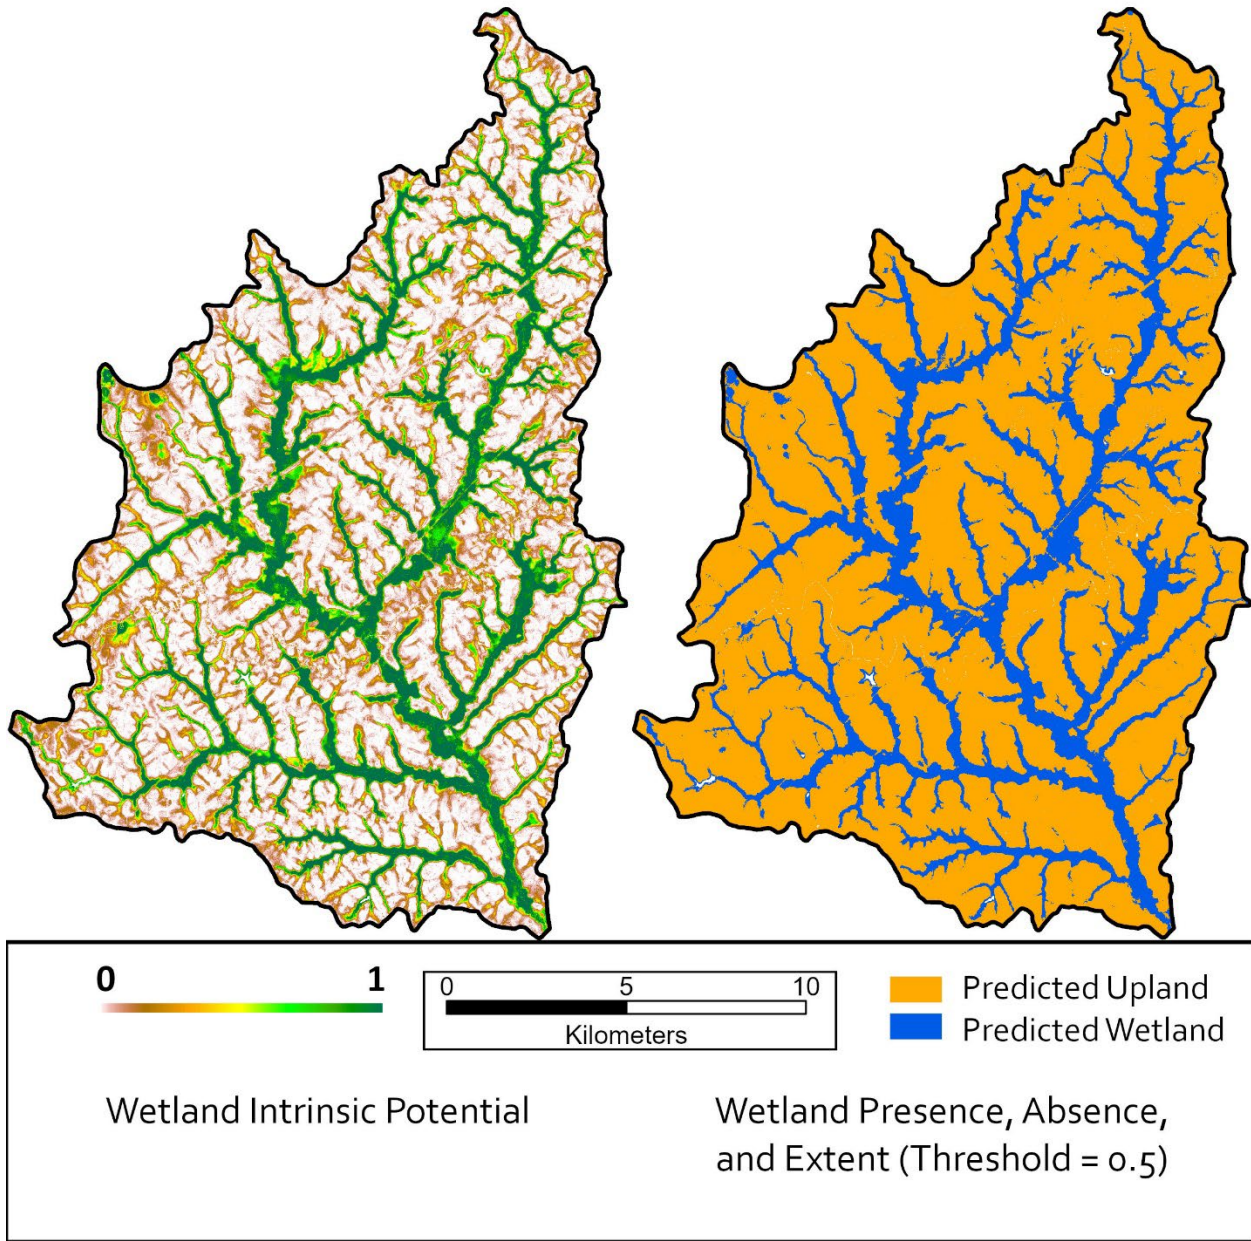 0 1
0 5 10
Kilometers
Predicted Upland
Predicted Wetland
Wetland Intrinsic Potential
Wetland Presence, Absence,
and Extent (Threshold = 0.5)